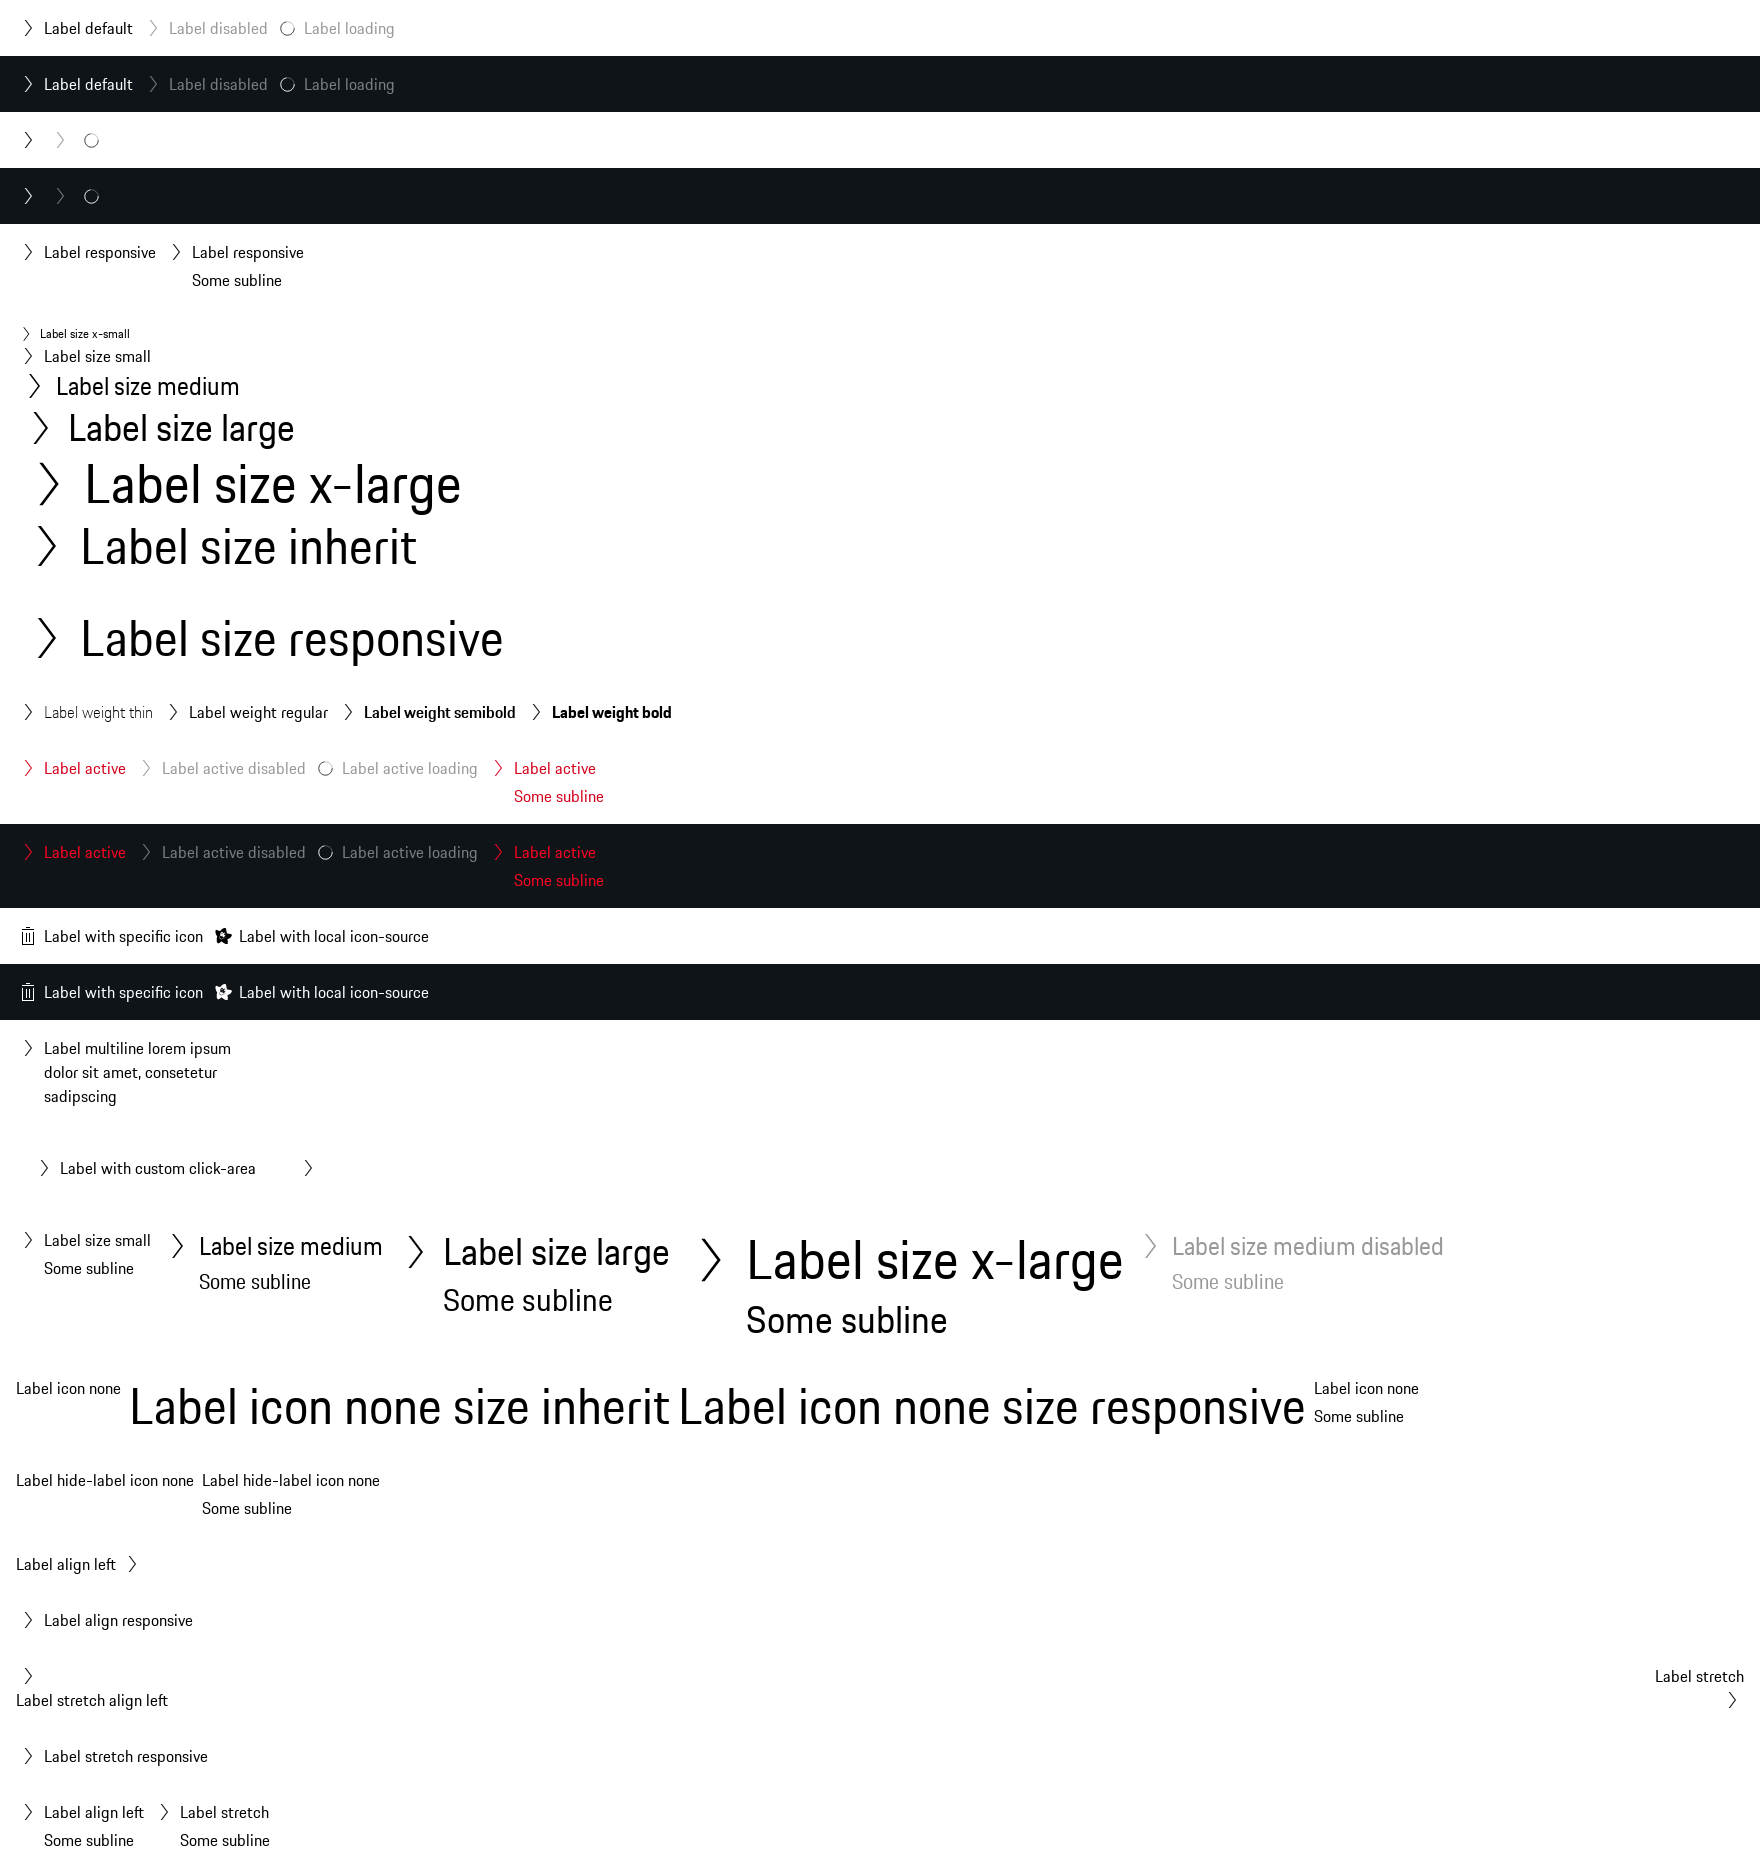 Label default Label disabled Label loading
Label default Label disabled Label loading
Label responsive Label responsive
Some subline
Label size x-small
Label size small
Label size medium
Label size large
Label size x-large
Label size inherit
Label size responsive
Label weight thin Label weight regular Label weight semibold Label weight bold
Label active Label active disabled Label active loading Label active
Some subline
Label active Label active disabled Label active loading Label active
Some subline
Label with specific icon Label with local icon-source
Label with specific icon Label with local icon-source
Label multiline lorem ipsum
dolor sit amet, consetetur
sadipscing
Label with custom click-area
Label size small Label size medium Label size large Label size x-large Label size medium disabled
Some subline Some subline Some subline Some subline Some subline
Label icon none Label icon none size inherit Label icon none size responsive Label icon none
Some subline
Label hide-label icon none Label hide-label icon none
Some subline
Label align left
Label align responsive
Label stretch
Label stretch align left
Label stretch responsive
Label align left Label stretch
Some subline Some subline